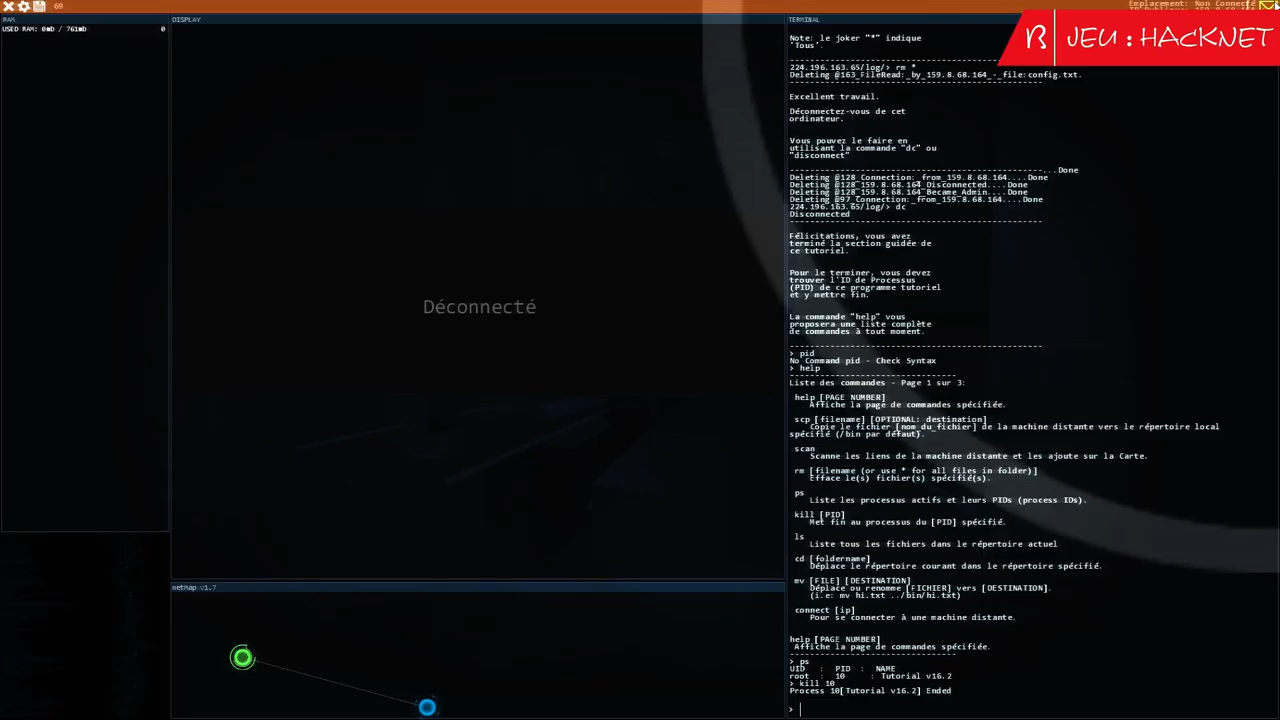 69
Emplacement: Non Connecté
RAM
USED RAM: 0mb / 761mb 0
DISPLAY
Déconnecté
netMap v1.7
TERMINAL
JEU : HACKNET
Note: le joker "*" indique
'Tous'.
224.196.163.65/log/> rm *
Deleting @163_FileRead:_by_159.8.68.164_-_file:config.txt.
Excellent travail.
Déconnectez-vous de cet
ordinateur.
Vous pouvez le faire en
utilisant la commande "dc" ou
"disconnect"
...Done
Deleting @128_Connection:_from_159.8.68.164....Done
Deleting @128_159.8.68.164_Disconnected....Done
Deleting @128_159.8.68.164_Became_Admin....Done
Deleting @97_Connection:_from_159.8.68.164....Done
224.196.163.65/log/> dc
Disconnected
Félicitations, vous avez
terminé la section guidée de
ce tutoriel.
Pour le terminer, vous devez
trouver l'ID de Processus
(PID) de ce programme tutoriel
et y mettre fin.
La commande "help" vous
proposera une liste complète
de commandes à tout moment.
> pid
No Command pid - Check Syntax
> help
Liste des commandes - Page 1 sur 3:
help [PAGE NUMBER]
Affiche la page de commandes spécifiée.
scp [filename] [OPTIONAL: destination]
Copie le fichier [nom_du_fichier] de la machine distante vers le répertoire local
spécifié (/bin par défaut).
scan
Scanne les liens de la machine distante et les ajoute sur la Carte.
rm [filename (or use * for all files in folder)]
Efface le(s) fichier(s) spécifié(s).
ps
Liste les processus actifs et leurs PIDs (process IDs).
kill [PID]
Met fin au processus du [PID] spécifié.
ls
Liste tous les fichiers dans le répertoire actuel
cd [foldername]
Déplace le répertoire courant dans le répertoire spécifié.
mv [FILE] [DESTINATION]
Déplace ou renomme [FICHIER] vers [DESTINATION].
(i.e: mv hi.txt ../bin/hi.txt)
connect [ip]
Pour se connecter à une machine distante.
help [PAGE NUMBER]
Affiche la page de commandes spécifiée.
> ps
UID : PID : NAME
root : 10 : Tutorial v16.2
> kill 10
Process 10[Tutorial v16.2] Ended
>